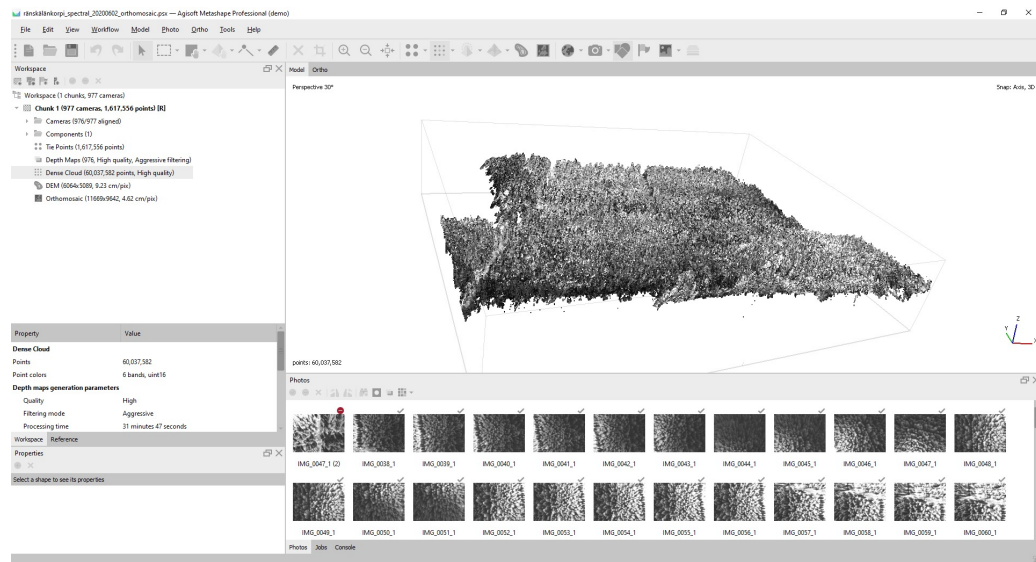 ränskälänkorpi_spectral_20200602_orthomosaic.psx — Agisoft Metashape Professional (demo)
File Edit View Workflow Model Photo Ortho Tools Help
Workspace
Workspace (1 chunks, 977 cameras)
Chunk 1 (977 cameras, 1,617,556 points) [R]
Cameras (976/977 aligned)
Components (1)
Tie Points (1,617,556 points)
Depth Maps (976, High quality, Aggressive filtering)
Dense Cloud (60,037,582 points, High quality)
DEM (6064x5089, 9.23 cm/pix)
Orthomosaic (11669x9642, 4.62 cm/pix)
Property Value
Dense Cloud
Points 60,037,582
Point colors 6 bands, uint16
Depth maps generation parameters
Quality High
Filtering mode Aggressive
Processing time 31 minutes 47 seconds
Workspace Reference
Properties
Select a shape to see its properties
Model Ortho
Perspective 30°
Snap: Axis, 3D
Z
Y
X
points: 60,037,582
Photos
IMG_0047_1 (2) IMG_0038_1 IMG_0039_1 IMG_0040_1 IMG_0041_1 IMG_0042_1 IMG_0043_1 IMG_0044_1 IMG_0045_1 IMG_0046_1 IMG_0047_1 IMG_0048_1
IMG_0049_1 IMG_0050_1 IMG_0051_1 IMG_0052_1 IMG_0053_1 IMG_0054_1 IMG_0055_1 IMG_0056_1 IMG_0057_1 IMG_0058_1 IMG_0059_1 IMG_0060_1
Photos Jobs Console